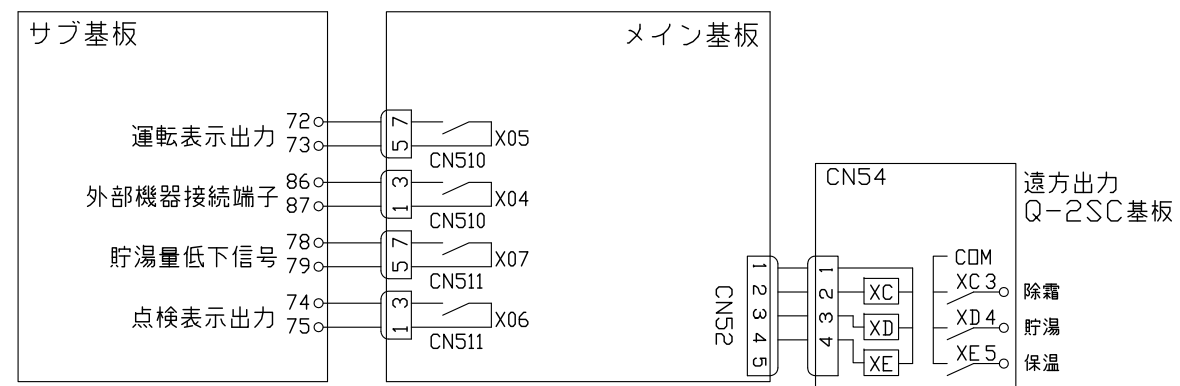 サブ基板
メイン基板
運転表示出力 72 73
7 5 X05
CN510
外部機器接続端子 86 87
3 1 X04
CN510
貯湯量低下信号 78 79
7 5 X07
CN511
点検表示出力 74 75
3 1 X06
CN511
CN52
1 2 3 4 5
CN54
1 2 3 4
XC
XD
XE
COM
XC 3 除霜
XD 4 貯湯
XE 5 保温
遠方出力
Q-2SC基板